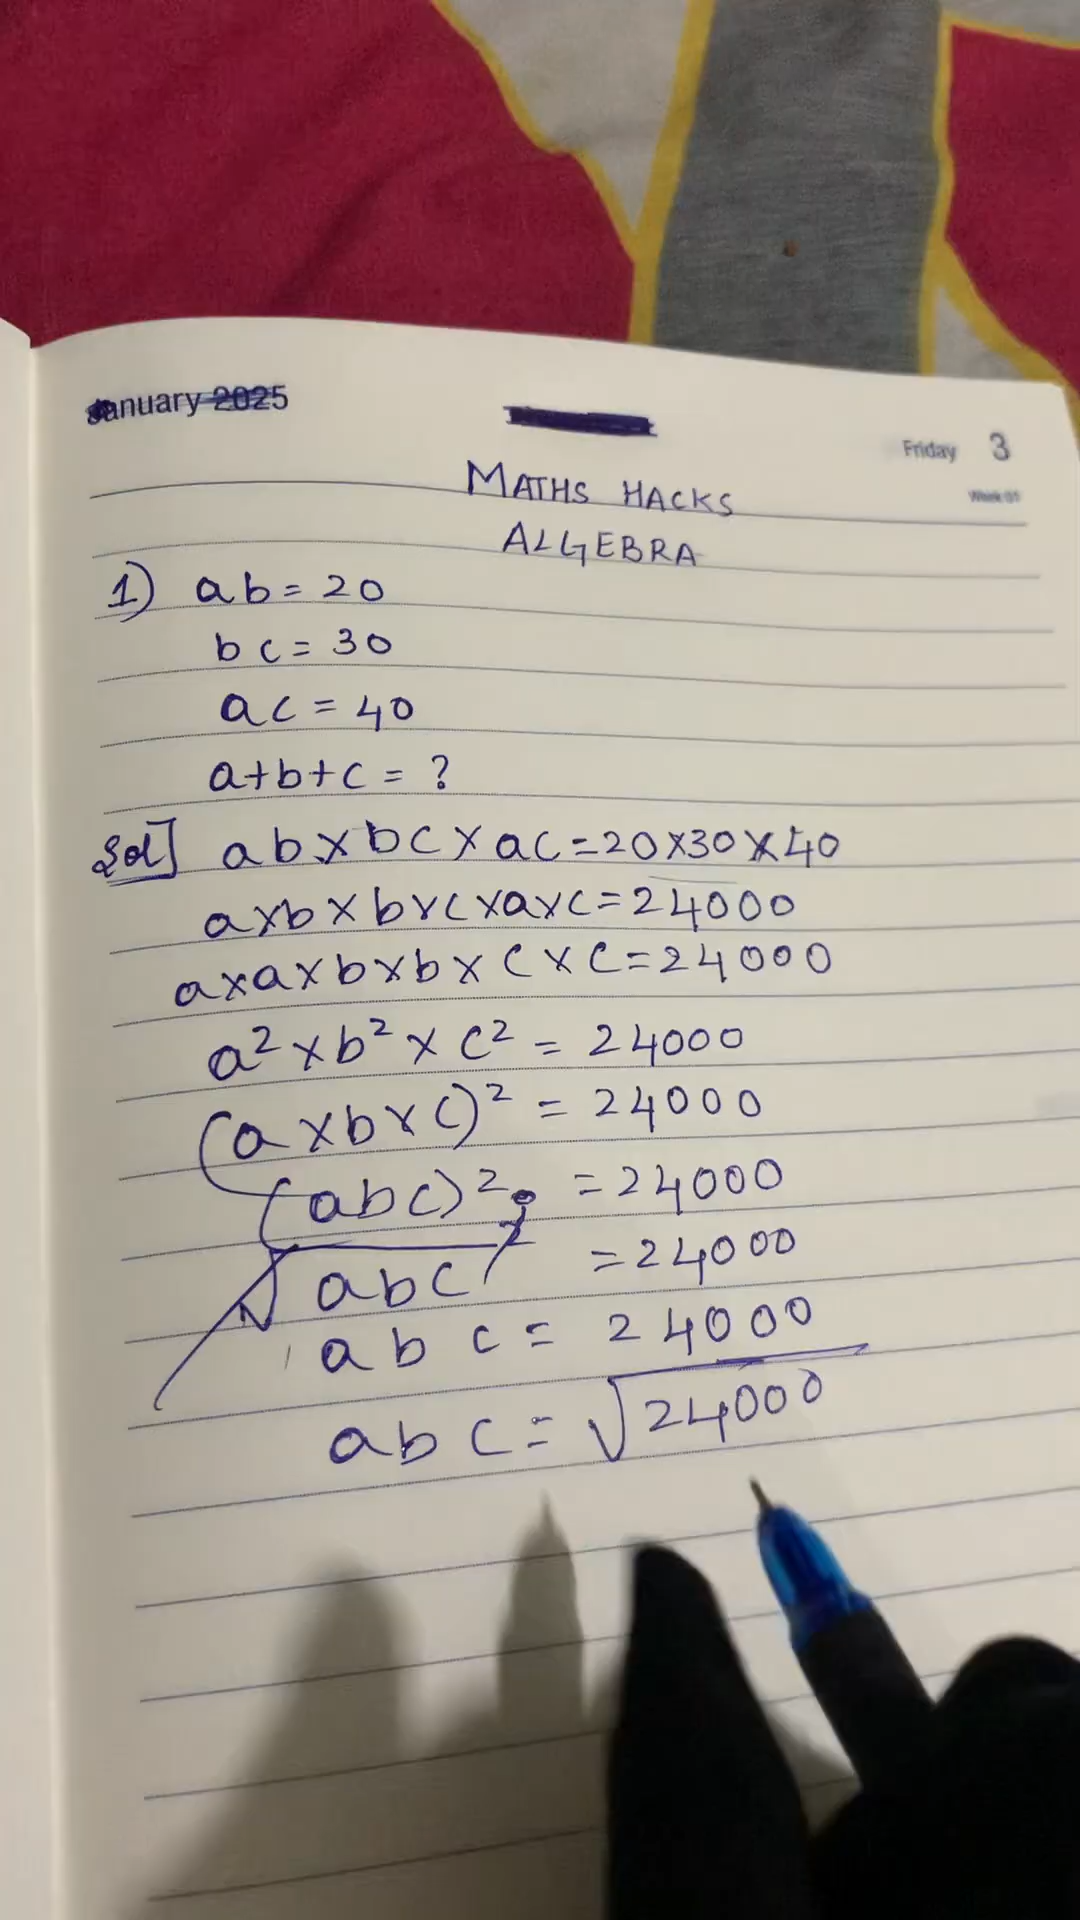 January 2025
Friday 3
Week 01
MATHS HACKS
ALGEBRA
1) ab = 20
bc = 30
ac = 40
a+b+c = ?
Sol] ab×bc×ac=20×30×40
a×b×b×c×a×c=24000
a×a×b×b×c×c=24000
a²×b²×c² = 24000
(a×b×c)² = 24000
(abc)² = 24000
√abc = 24000
abc = 24000
abc = √24000